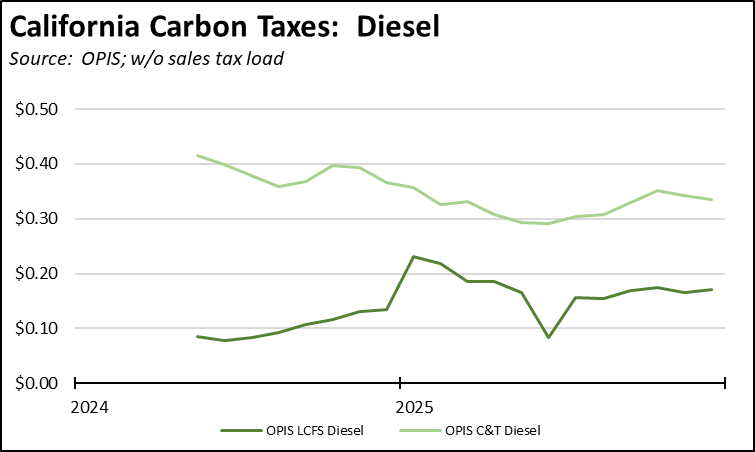 California Carbon Taxes:  Diesel
Source:  OPIS; w/o sales tax load
$0.50
$0.40
$0.30
$0.20
$0.10
$0.00
2024 2025
OPIS LCFS Diesel OPIS C&T Diesel